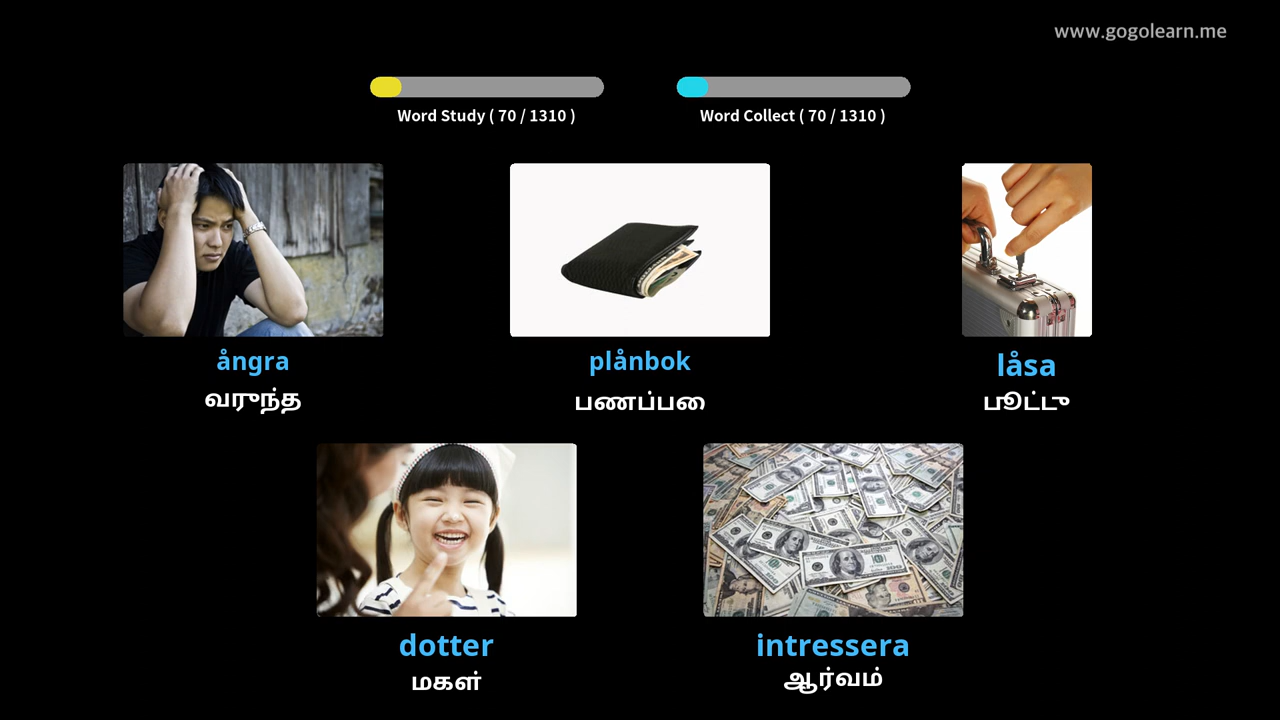 www.gogolearn.me
Word Study ( 70 / 1310 )
Word Collect ( 70 / 1310 )
ångra
வருந்த
plånbok
பணப்பை
låsa
பூட்டு
dotter
மகள்
intressera
ஆர்வம்